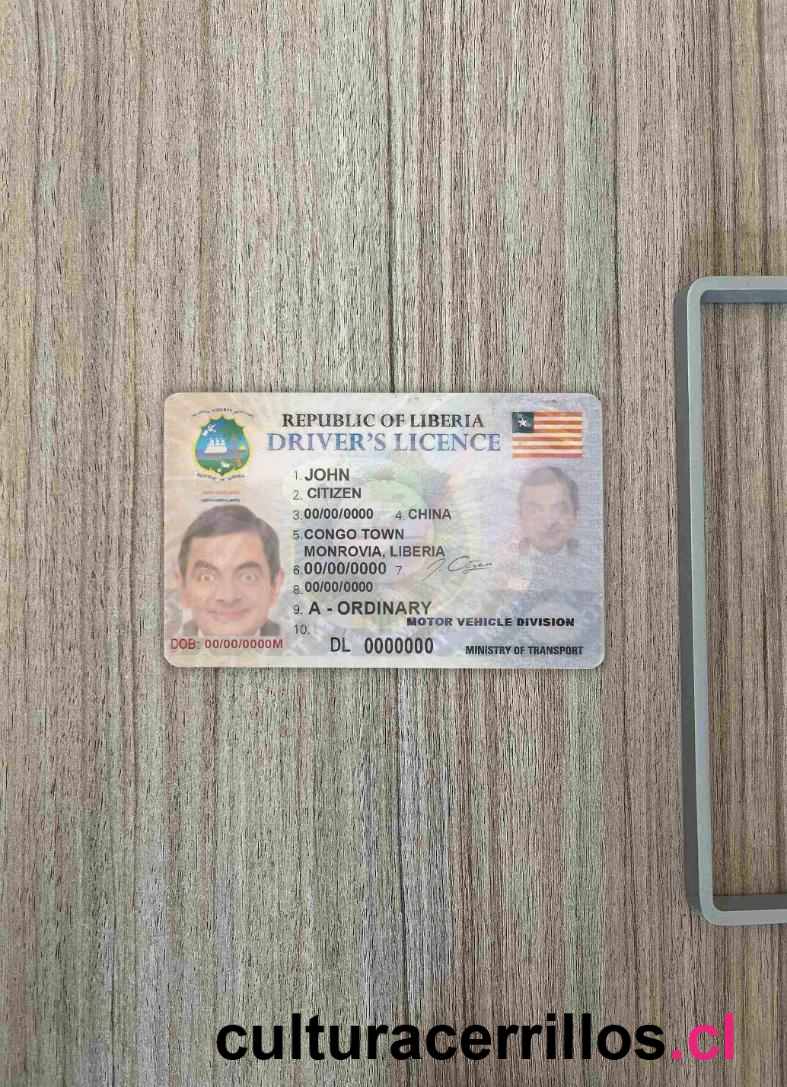 REPUBLIC OF LIBERIA
DRIVER'S LICENCE
1. JOHN
2. CITIZEN
3. 00/00/0000 4. CHINA
5. CONGO TOWN
MONROVIA, LIBERIA
6. 00/00/0000 7
8. 00/00/0000
9. A - ORDINARY
MOTOR VEHICLE DIVISION
10.
DOB: 00/00/0000M
DL 0000000
MINISTRY OF TRANSPORT
culturacerrillos.cl